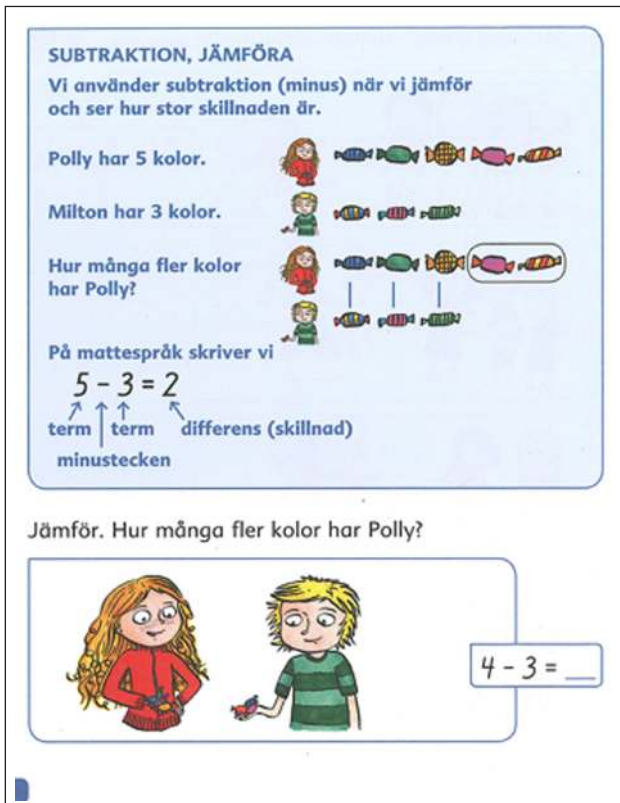 SUBTRAKTION, JÄMFÖRA
Vi använder subtraktion (minus) när vi jämför
och ser hur stor skillnaden är.
Polly har 5 kolor.
Milton har 3 kolor.
Hur många fler kolor
har Polly?
På mattespråk skriver vi
5 – 3 = 2
term term differens (skillnad)
minustecken
Jämför. Hur många fler kolor har Polly?
4 – 3 = __